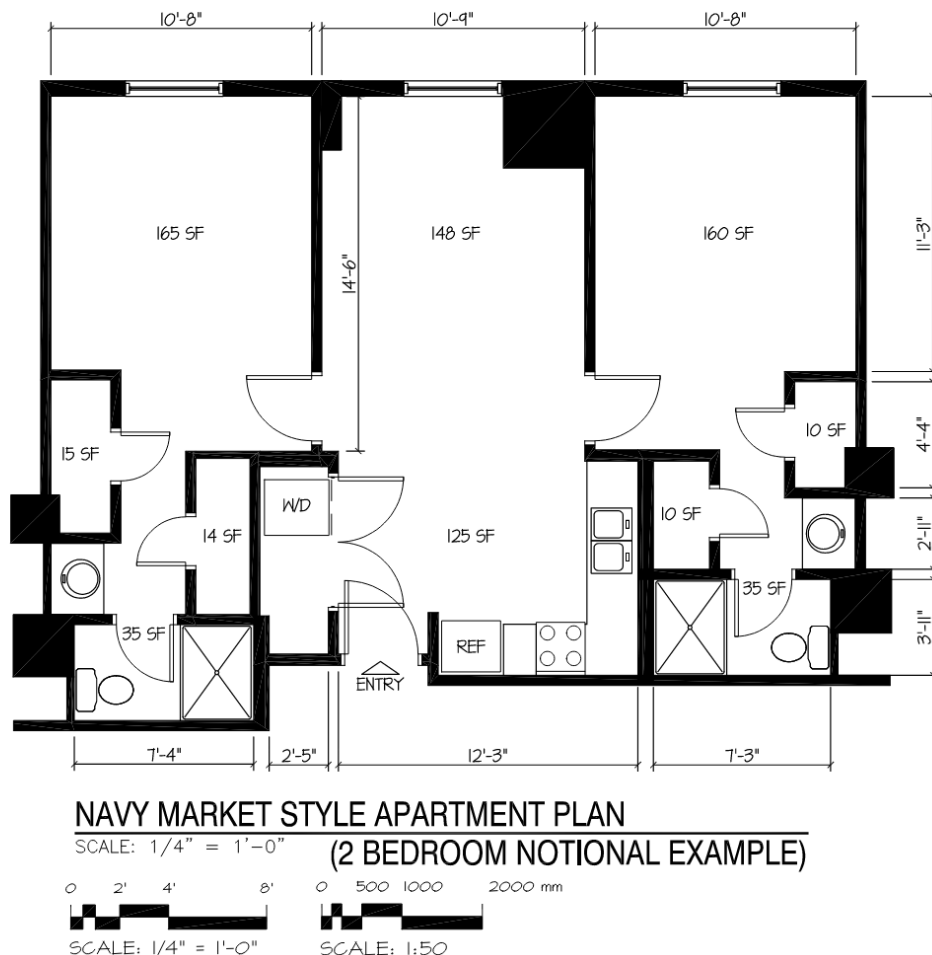 10'-8" 10'-9" 10'-8"
165 SF 148 SF 160 SF
11'-3"
14'-6"
15 SF 10 SF
4'-4"
W/D
14 SF 125 SF 10 SF
2'-11"
35 SF 35 SF
REF
3'-11"
ENTRY
7'-4" 2'-5" 12'-3" 7'-3"
NAVY MARKET STYLE APARTMENT PLAN
SCALE: 1/4" = 1'-0"
(2 BEDROOM NOTIONAL EXAMPLE)
0 2' 4' 8' 0 500 1000 2000 mm
SCALE: 1/4" = 1'-0" SCALE: 1:50